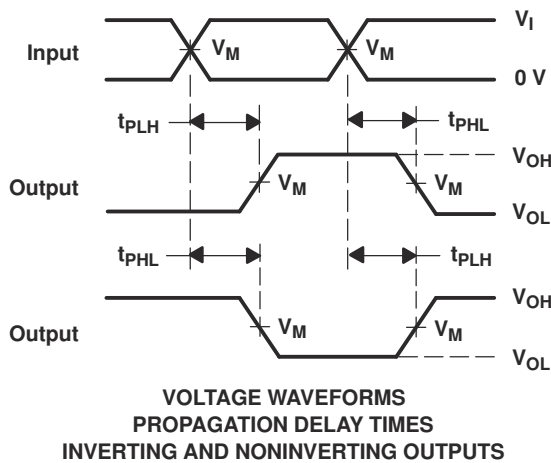 Input
V_M
V_M
V_I
0 V
t_PLH
t_PHL
Output
V_M
V_M
V_OH
V_OL
t_PHL
t_PLH
Output
V_M
V_M
V_OH
V_OL
VOLTAGE WAVEFORMS
PROPAGATION DELAY TIMES
INVERTING AND NONINVERTING OUTPUTS